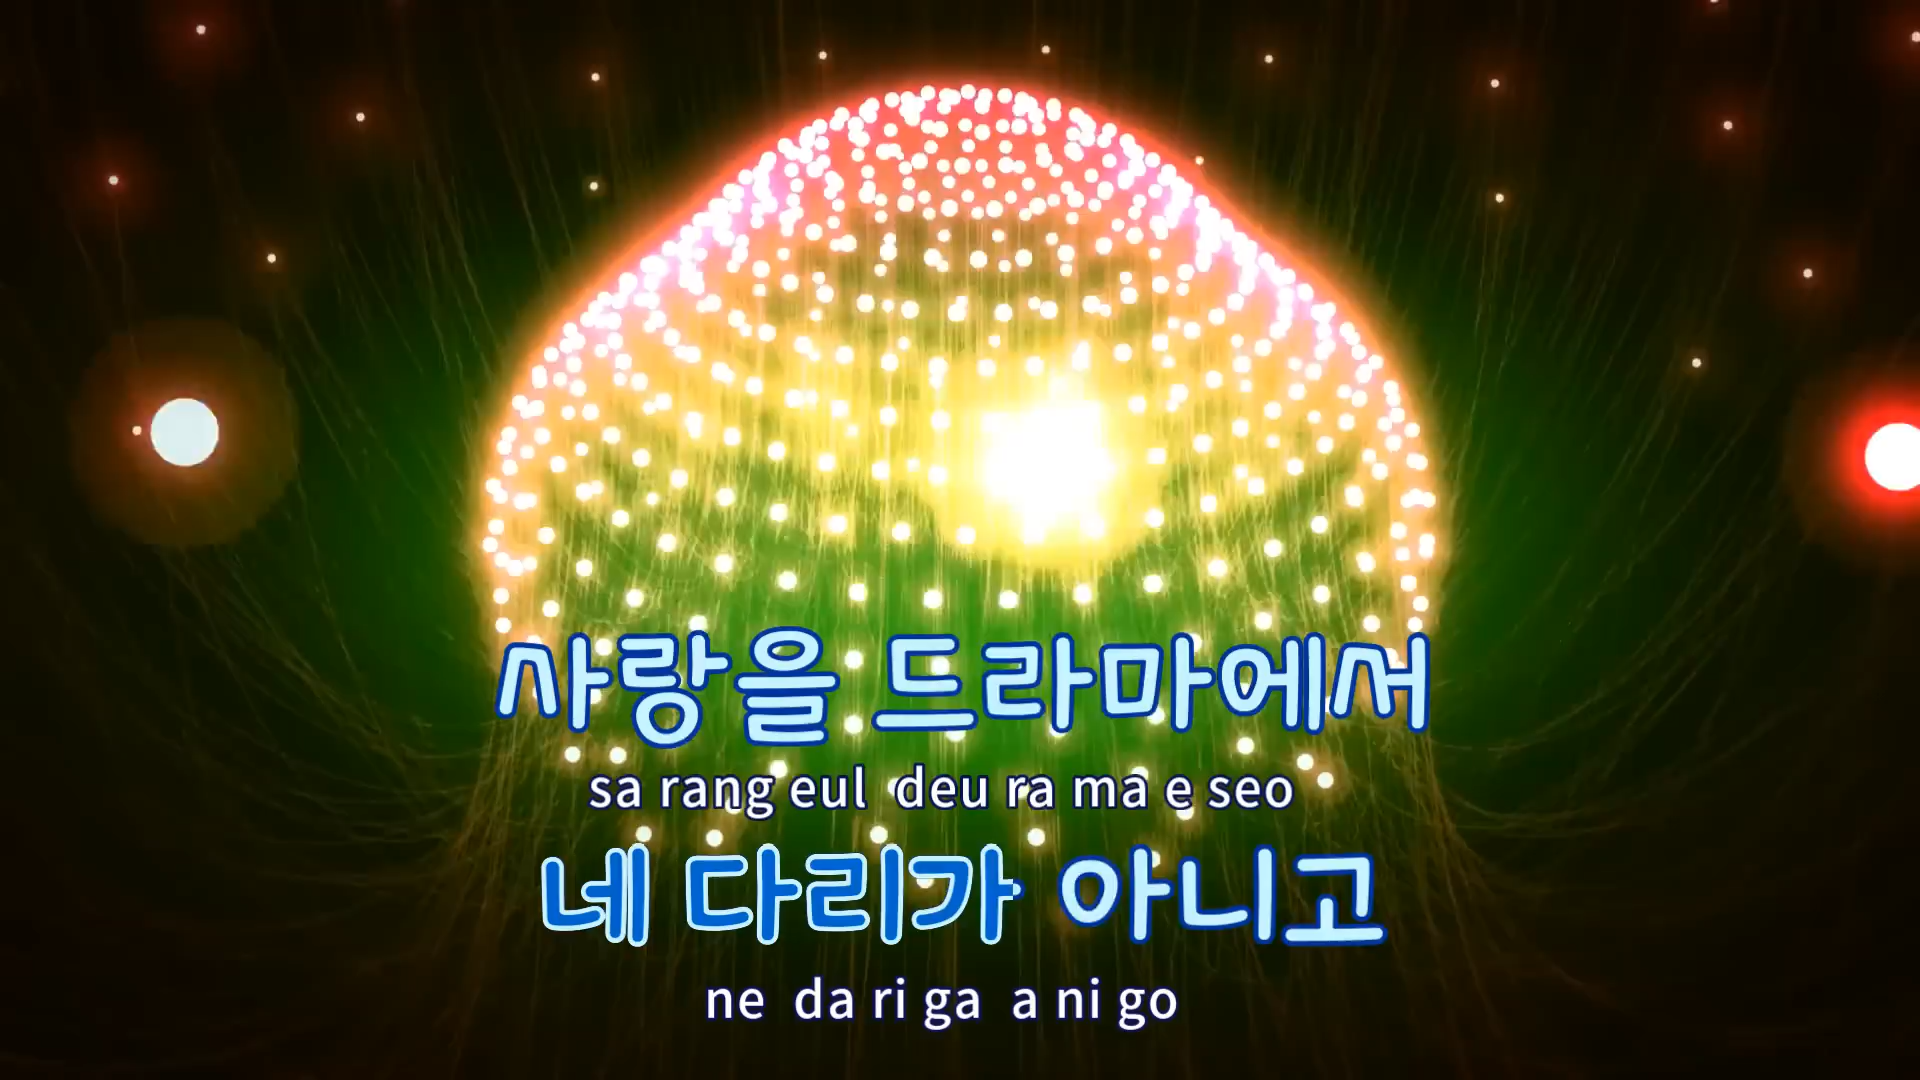 사랑을 드라마에서
sa rang eul deu ra ma e seo
네 다리가 아니고
ne da ri ga a ni go